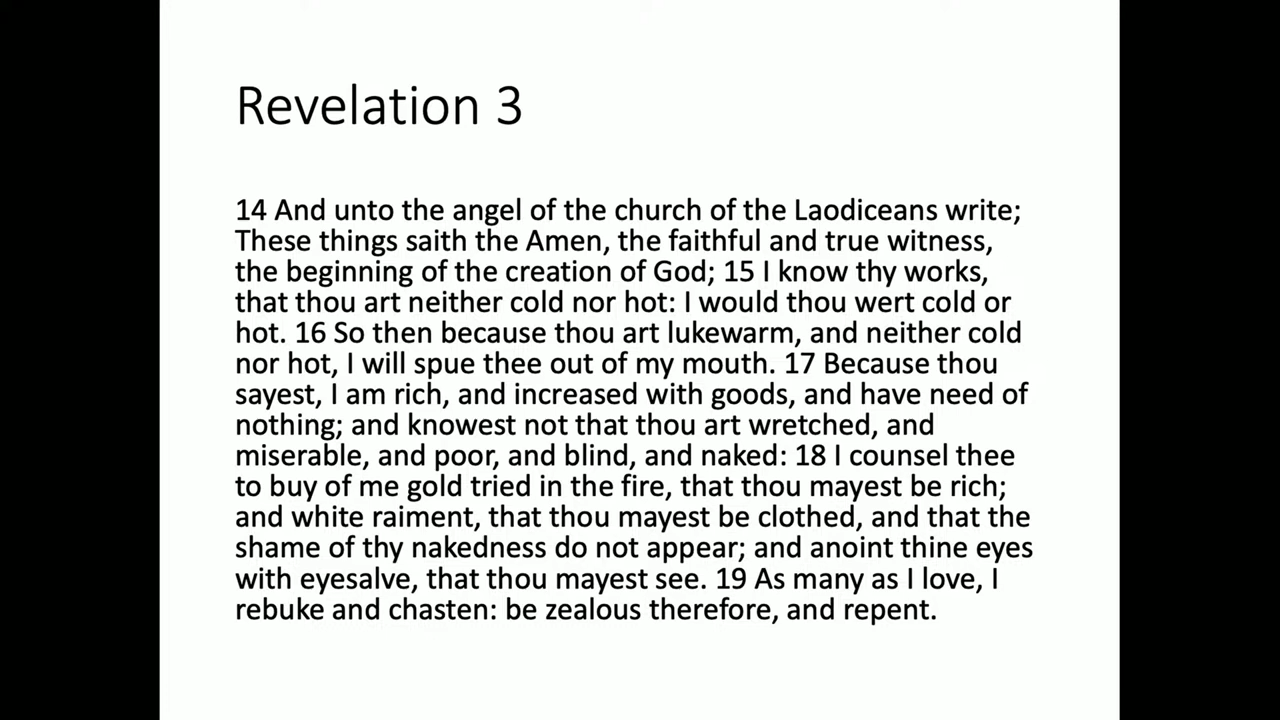 Revelation 3
14 And unto the angel of the church of the Laodiceans write;
These things saith the Amen, the faithful and true witness,
the beginning of the creation of God; 15 I know thy works,
that thou art neither cold nor hot: I would thou wert cold or
hot. 16 So then because thou art lukewarm, and neither cold
nor hot, I will spue thee out of my mouth. 17 Because thou
sayest, I am rich, and increased with goods, and have need of
nothing; and knowest not that thou art wretched, and
miserable, and poor, and blind, and naked: 18 I counsel thee
to buy of me gold tried in the fire, that thou mayest be rich;
and white raiment, that thou mayest be clothed, and that the
shame of thy nakedness do not appear; and anoint thine eyes
with eyesalve, that thou mayest see. 19 As many as I love, I
rebuke and chasten: be zealous therefore, and repent.